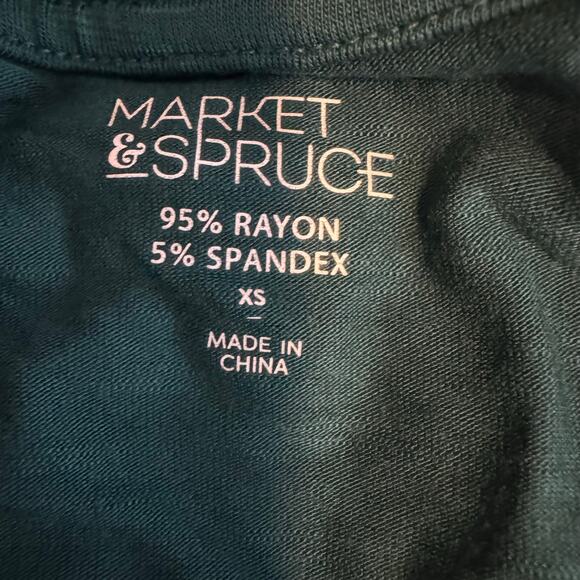 MARKET
&SPRUCE
95% RAYON
5% SPANDEX
XS
MADE IN
CHINA